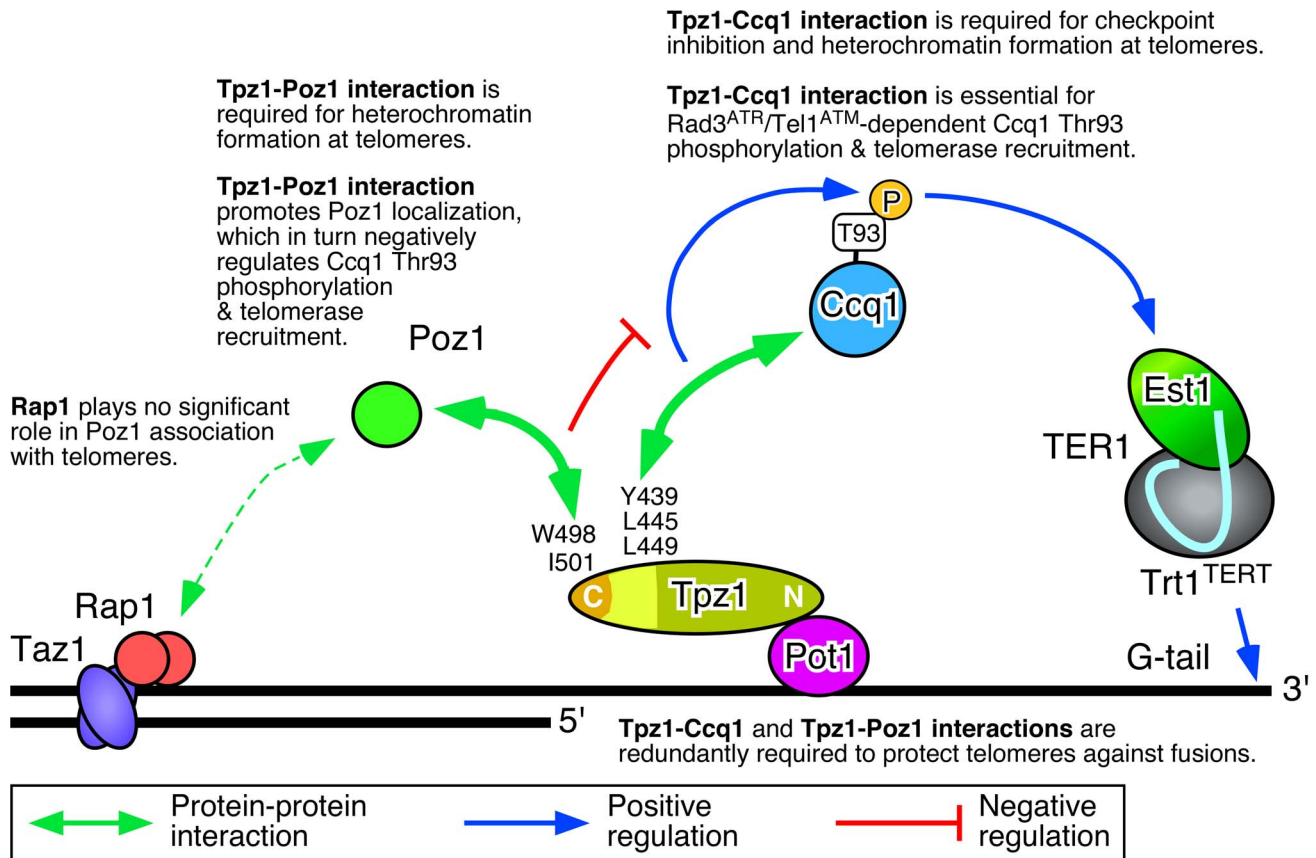 Tpz1-Ccq1 interaction is required for checkpoint
inhibition and heterochromatin formation at telomeres.
Tpz1-Poz1 interaction is
required for heterochromatin
formation at telomeres.
Tpz1-Ccq1 interaction is essential for
Rad3ATR/Tel1ATM-dependent Ccq1 Thr93
phosphorylation & telomerase recruitment.
Tpz1-Poz1 interaction
promotes Poz1 localization,
which in turn negatively
regulates Ccq1 Thr93
phosphorylation
& telomerase
recruitment.
P
T93
Ccq1
Poz1
Est1
Rap1 plays no significant
role in Poz1 association
with telomeres.
TER1
Y439
L445
L449
W498
I501
Trt1TERT
C
Tpz1
N
Rap1
Taz1
Pot1
G-tail
3'
5'
Tpz1-Ccq1 and Tpz1-Poz1 interactions are
redundantly required to protect telomeres against fusions.
Protein-protein
interaction
Positive
regulation
Negative
regulation